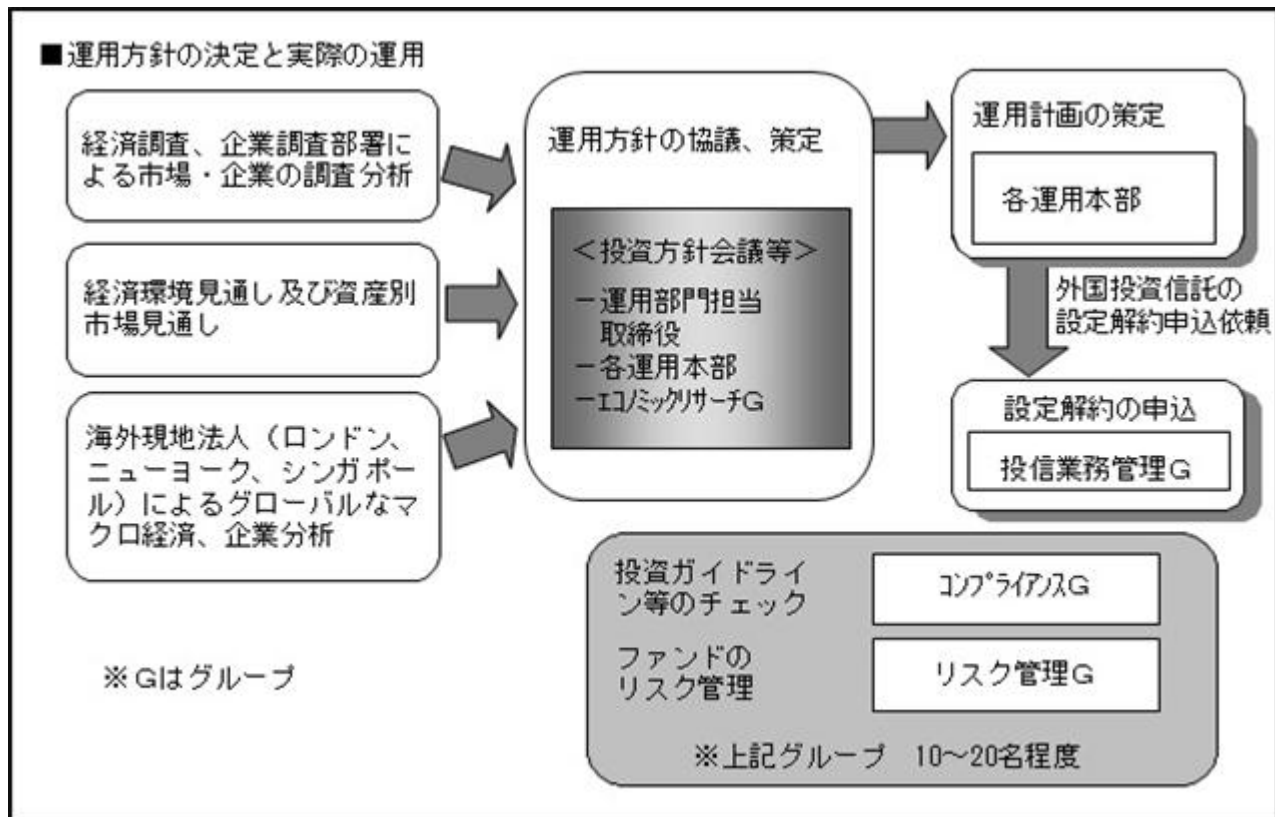 ■運用方針の決定と実際の運用
経済調査、企業調査部署に
よる市場・企業の調査分析
経済環境見通し及び資産別
市場見通し
海外現地法人（ロンドン、
ニューヨーク、シンガポー
ル）によるグローバルなマ
クロ経済、企業分析
※Gはグループ
運用方針の協議、策定
＜投資方針会議等＞
－運用部門担当
取締役
－各運用本部
－ｴｺﾉﾐｯｸﾘｻｰﾁG
運用計画の策定
各運用本部
外国投資信託の
設定解約申込依頼
設定解約の申込
投信業務管理Ｇ
投資ガイドライ
ン等のチェック
ｺﾝﾌﾟﾗｲｱﾝｽG
ファンドの
リスク管理
リスク管理Ｇ
※上記グループ　10～20名程度